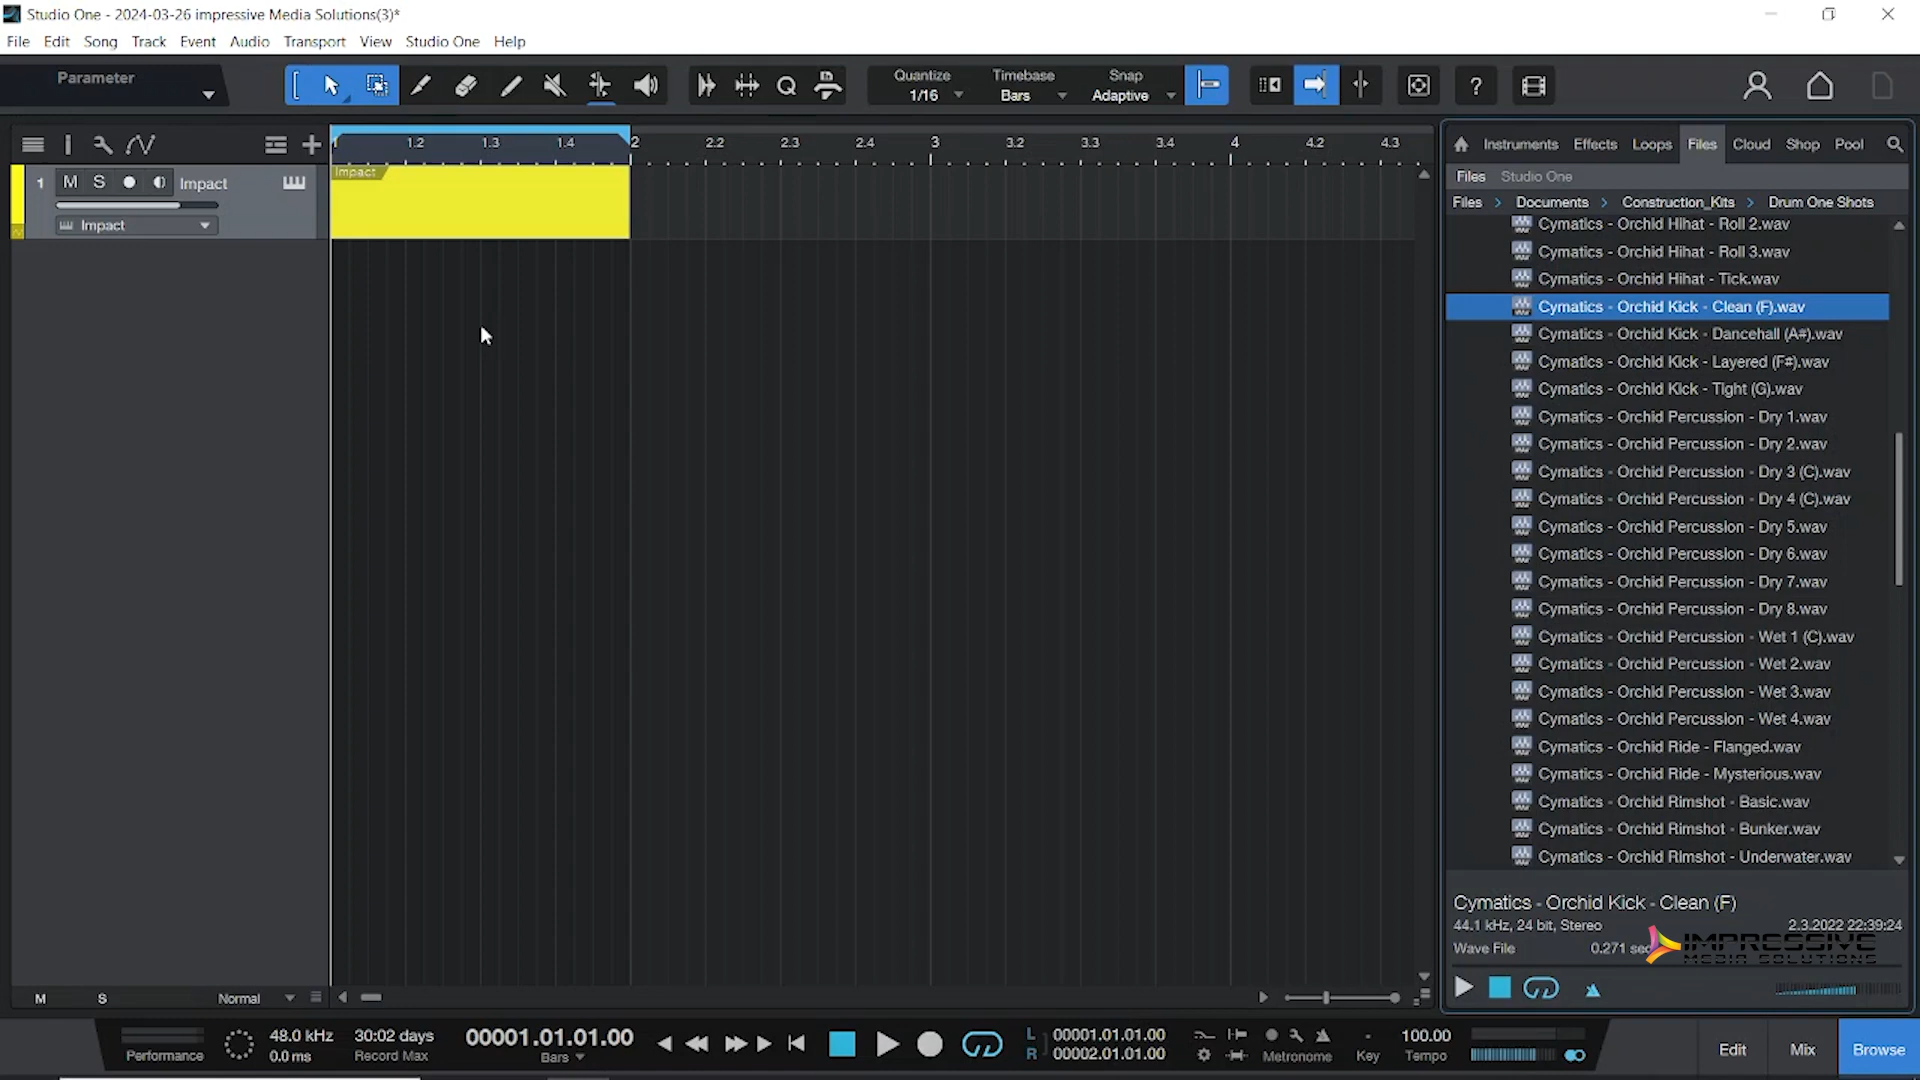 Studio One - 2024-03-26 impressive Media Solutions(3)*
File Edit Song Track Event Audio Transport View Studio One Help
Parameter
Quantize
1/16
Timebase
Bars
Snap
Adaptive
?
1 1.2 1.3 1.4 2 2.2 2.3 2.4 3 3.2 3.3 3.4 4 4.2 4.3
Instruments Effects Loops Files Cloud Shop Pool
1 M S Impact
Impact
Impact
Files Studio One
Files > Documents > Construction_Kits > Drum One Shots
Cymatics - Orchid Hihat - Roll 2.wav
Cymatics - Orchid Hihat - Roll 3.wav
Cymatics - Orchid Hihat - Tick.wav
Cymatics - Orchid Kick - Clean (F).wav
Cymatics - Orchid Kick - Dancehall (A#).wav
Cymatics - Orchid Kick - Layered (F#).wav
Cymatics - Orchid Kick - Tight (G).wav
Cymatics - Orchid Percussion - Dry 1.wav
Cymatics - Orchid Percussion - Dry 2.wav
Cymatics - Orchid Percussion - Dry 3 (C).wav
Cymatics - Orchid Percussion - Dry 4 (C).wav
Cymatics - Orchid Percussion - Dry 5.wav
Cymatics - Orchid Percussion - Dry 6.wav
Cymatics - Orchid Percussion - Dry 7.wav
Cymatics - Orchid Percussion - Dry 8.wav
Cymatics - Orchid Percussion - Wet 1 (C).wav
Cymatics - Orchid Percussion - Wet 2.wav
Cymatics - Orchid Percussion - Wet 3.wav
Cymatics - Orchid Percussion - Wet 4.wav
Cymatics - Orchid Ride - Flanged.wav
Cymatics - Orchid Ride - Mysterious.wav
Cymatics - Orchid Rimshot - Basic.wav
Cymatics - Orchid Rimshot - Bunker.wav
Cymatics - Orchid Rimshot - Underwater.wav
Cymatics - Orchid Kick - Clean (F)
44.1 kHz, 24 bit, Stereo 2.3.2022 22:39:24
Wave File 0.271 sec
IMPRESSIVE
MEDIA SOLUTIONS
M S Normal
Performance
48.0 kHz
0.0 ms
30:02 days
Record Max
00001.01.01.00
Bars
L 00001.01.01.00
R 00002.01.01.00
Metronome
-
Key
100.00
Tempo
Edit Mix Browse